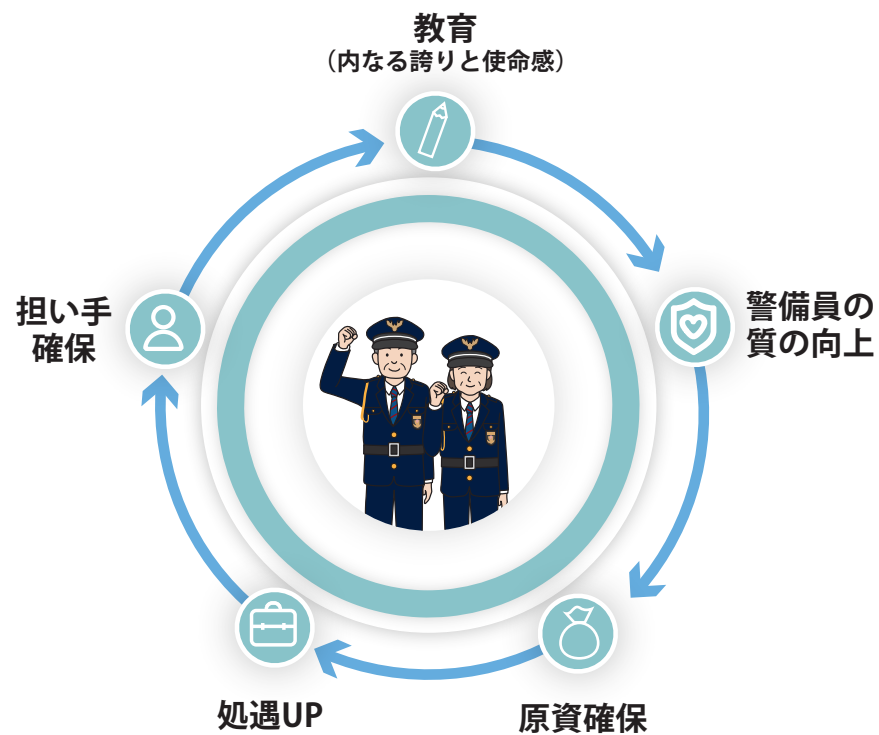 教育
（内なる誇りと使命感）
警備員の
質の向上
原資確保
処遇UP
担い手
確保